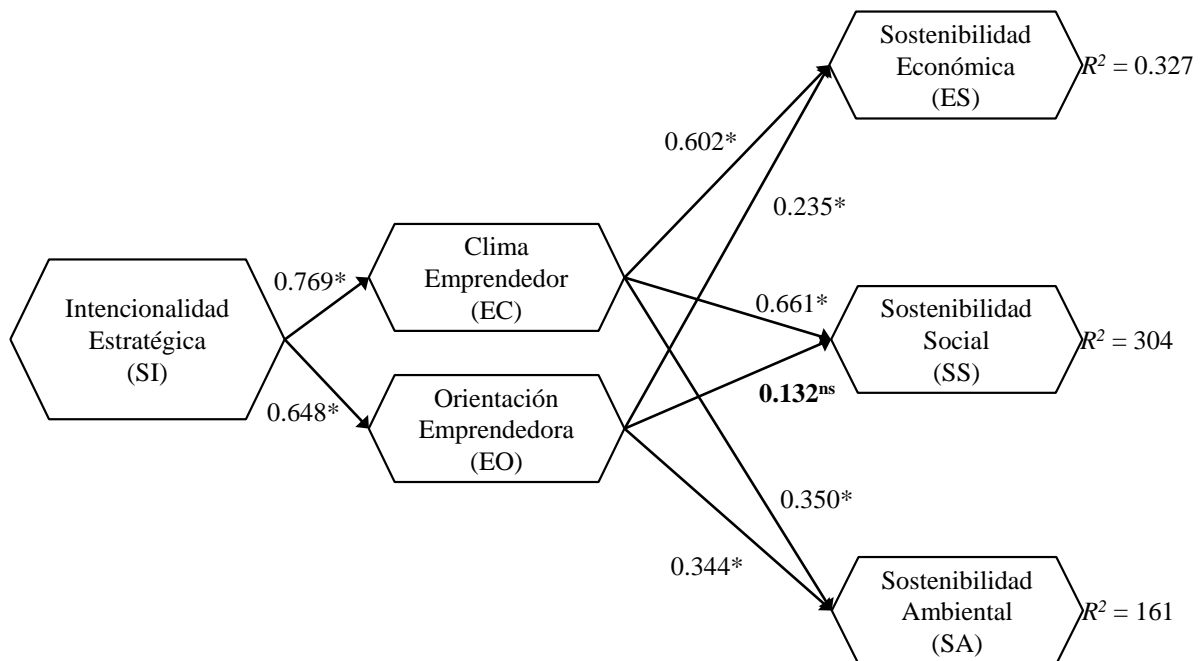 Intencionalidad
Estratégica
(SI)
0.769*
0.648*
Clima
Emprendedor
(EC)
Orientación
Emprendedora
(EO)
0.602*
0.235*
0.661*
0.132ⁿˢ
0.350*
0.344*
Sostenibilidad
Económica
(ES)
R² = 0.327
Sostenibilidad
Social
(SS)
R² = 304
Sostenibilidad
Ambiental
(SA)
R² = 161